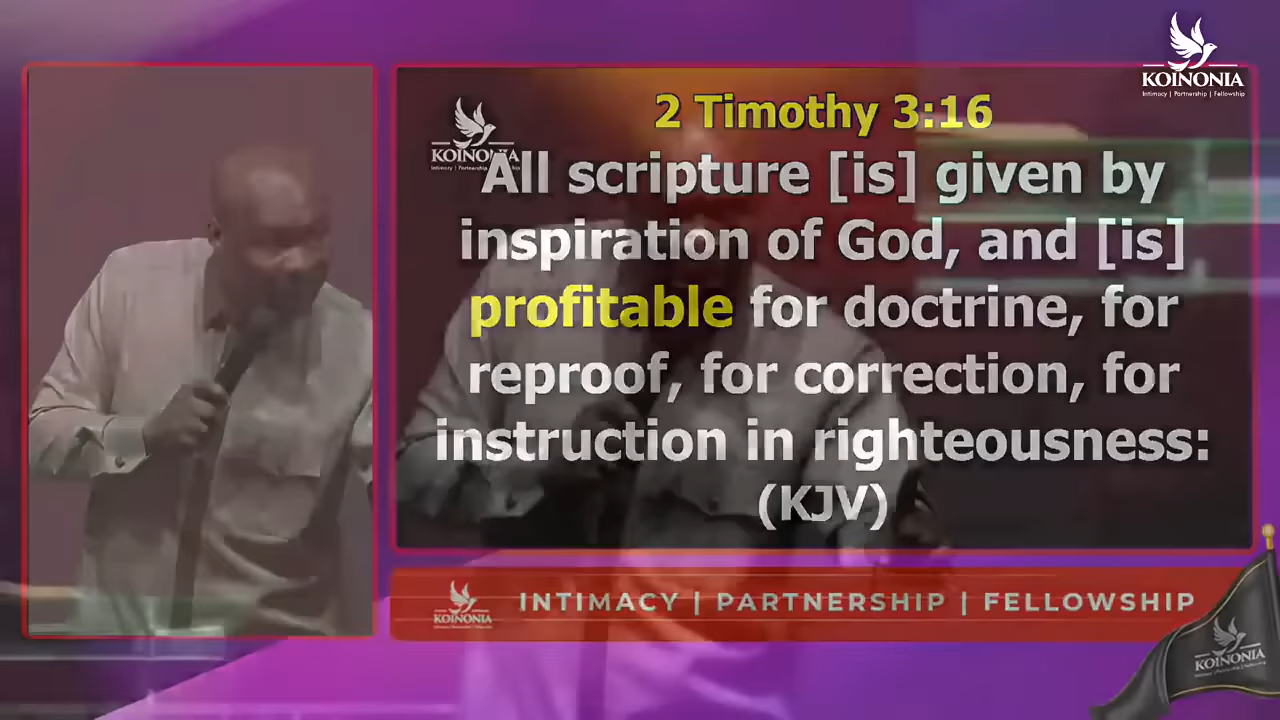 KOINONIA
Intimacy | Partnership | Fellowship
2 Timothy 3:16
KOINONIA
All scripture [is] given by
inspiration of God, and [is]
profitable for doctrine, for
reproof, for correction, for
instruction in righteousness:
(KJV)
KOINONIA
INTIMACY | PARTNERSHIP | FELLOWSHIP
KOINONIA